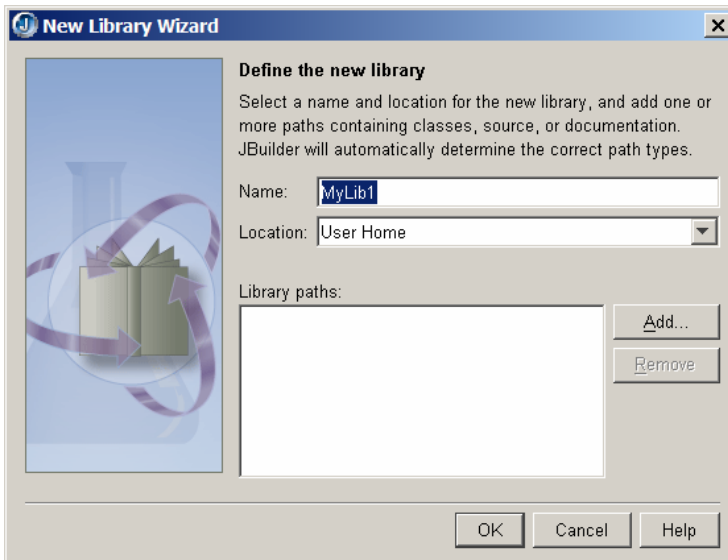 New Library Wizard
Define the new library
Select a name and location for the new library, and add one or
more paths containing classes, source, or documentation.
JBuilder will automatically determine the correct path types.
Name: MyLib1
Location: User Home
Library paths:
Add...
Remove
OK Cancel Help